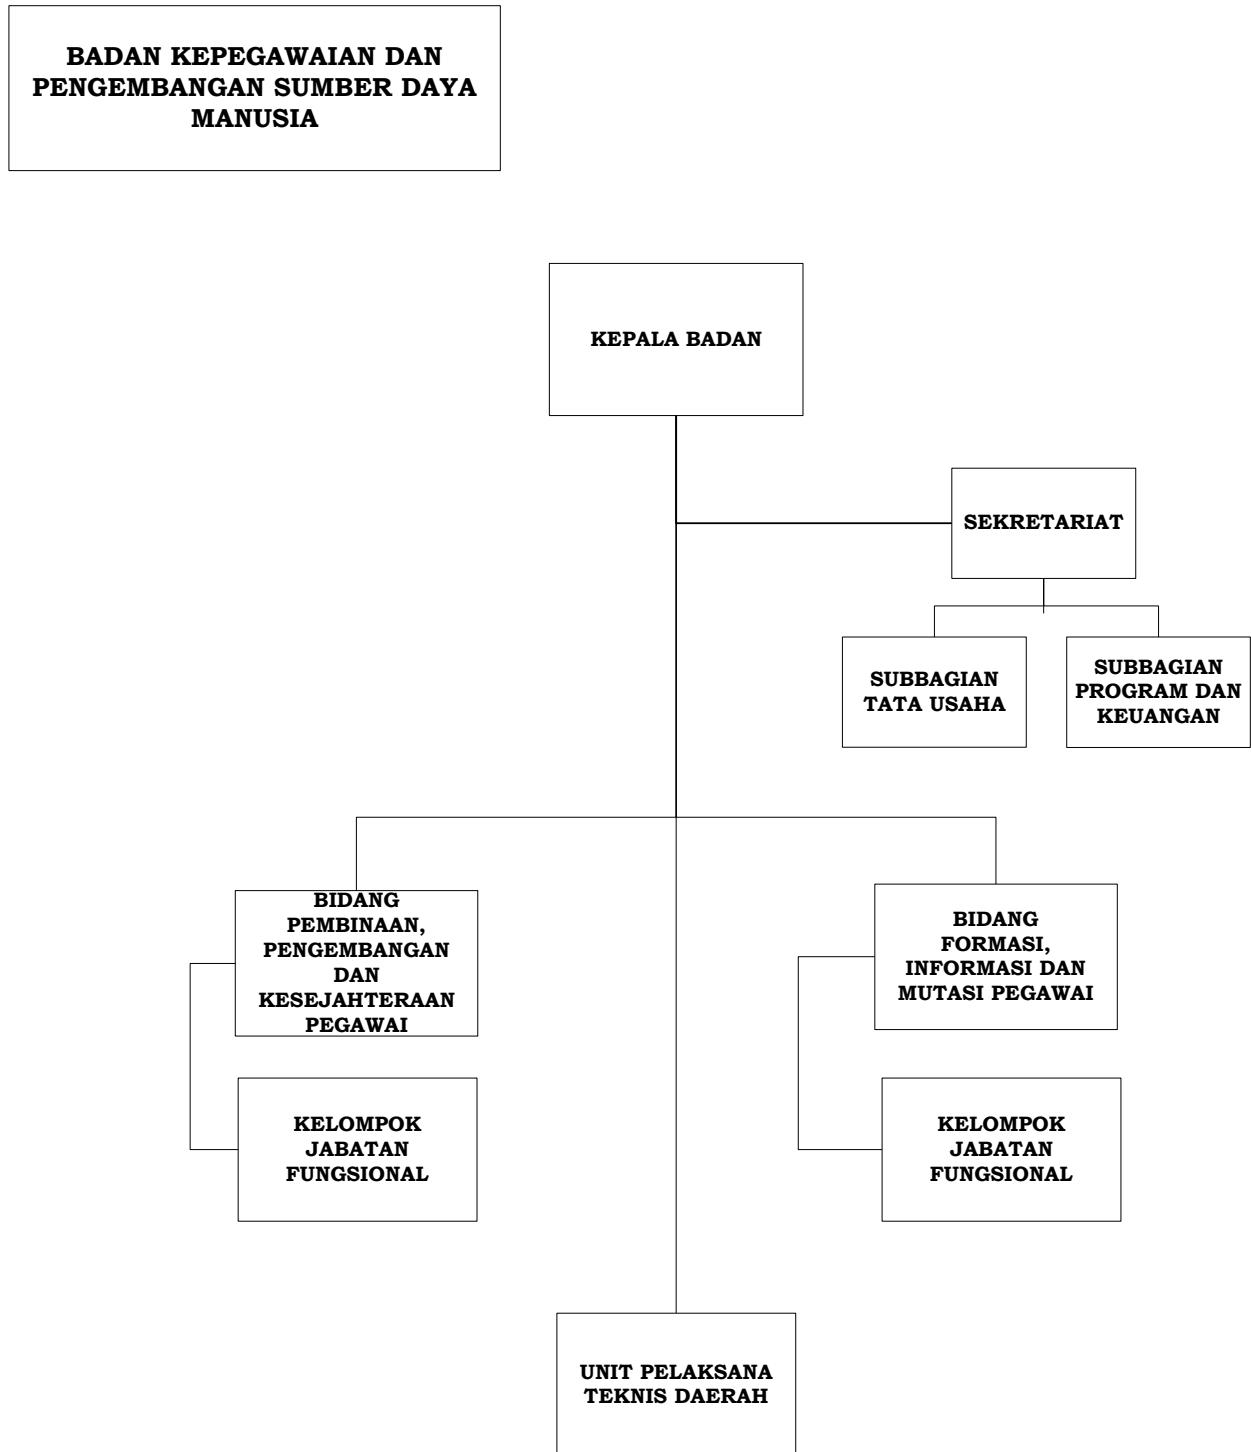 BADAN KEPEGAWAIAN DAN
PENGEMBANGAN SUMBER DAYA
MANUSIA
KEPALA BADAN
SEKRETARIAT
SUBBAGIAN
TATA USAHA
SUBBAGIAN
PROGRAM DAN
KEUANGAN
BIDANG
PEMBINAAN,
PENGEMBANGAN
DAN
KESEJAHTERAAN
PEGAWAI
BIDANG
FORMASI,
INFORMASI DAN
MUTASI PEGAWAI
KELOMPOK
JABATAN
FUNGSIONAL
KELOMPOK
JABATAN
FUNGSIONAL
UNIT PELAKSANA
TEKNIS DAERAH